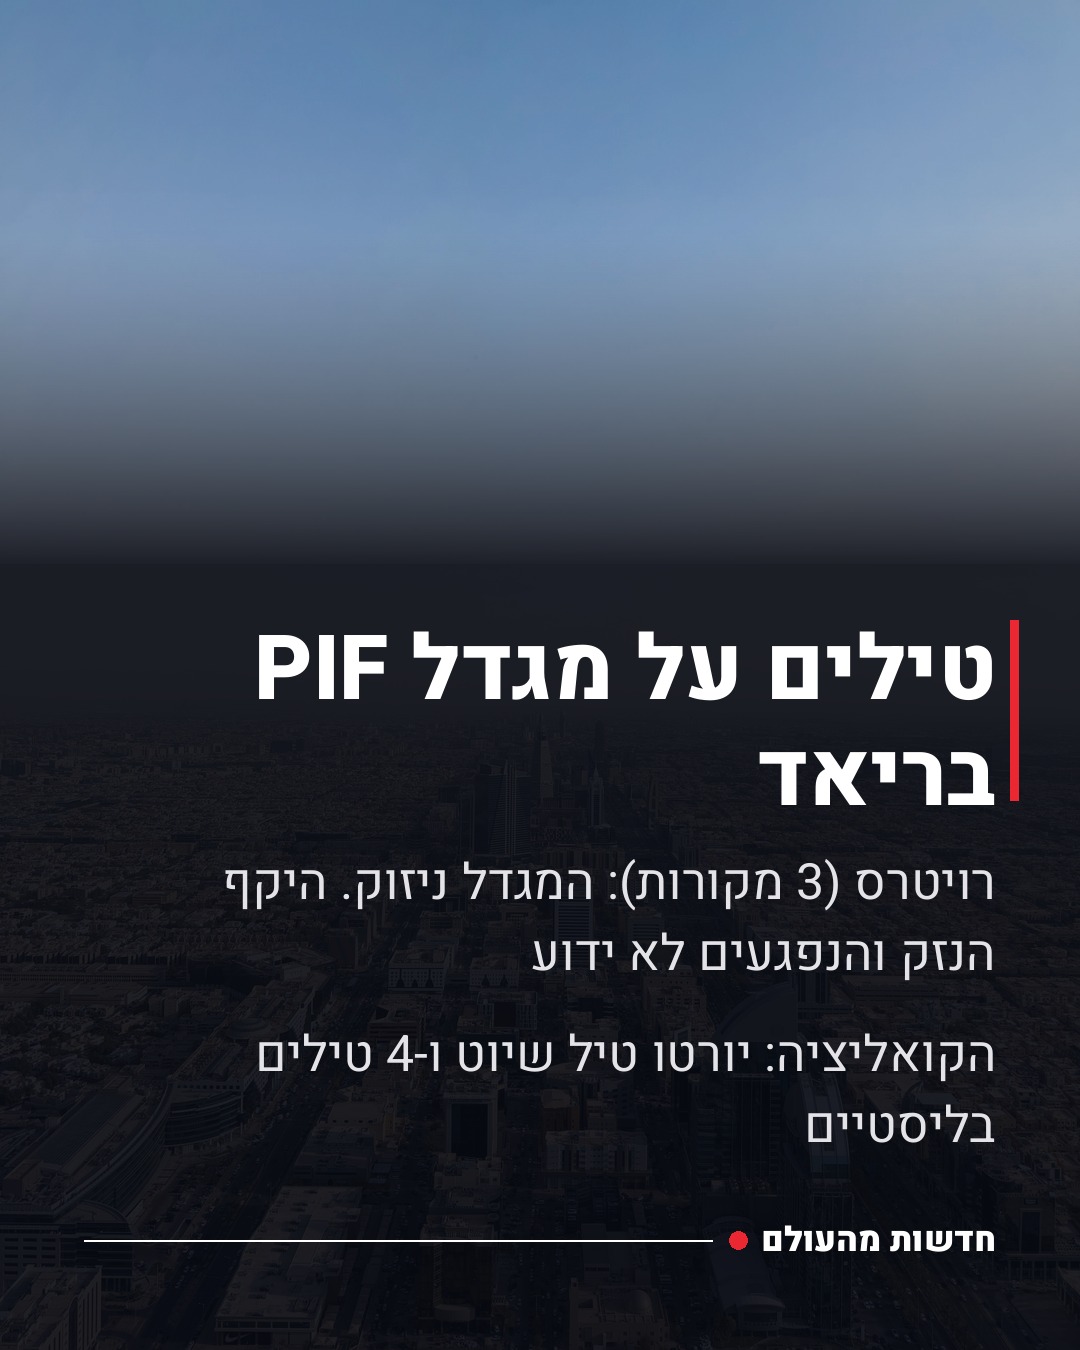 טילים על מגדל PIF
בריאד
רויטרס (3 מקורות): המגדל ניזוק. היקף
הנזק והנפגעים לא ידוע
הקואליציה: יורטו טיל שיוט ו-4 טילים
בליסטיים
חדשות מהעולם